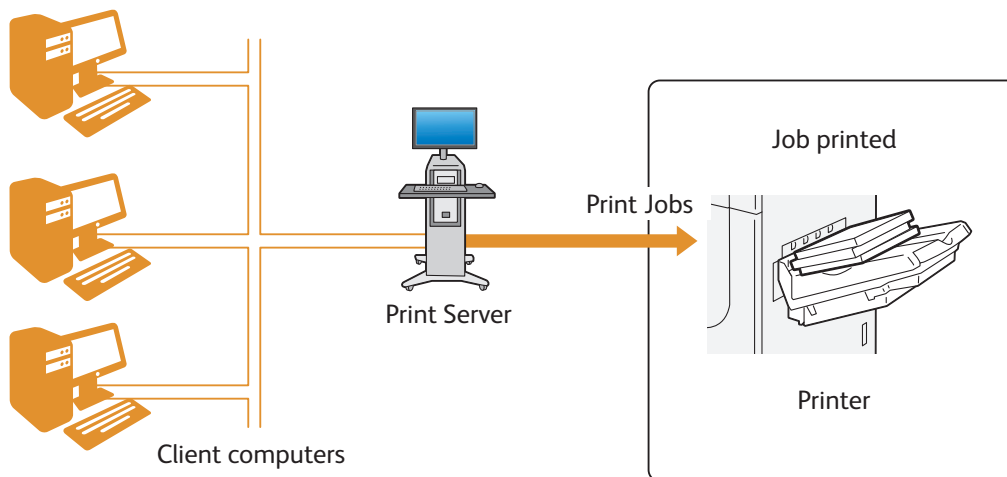 Job printed
Print Jobs
Print Server
Printer
Client computers